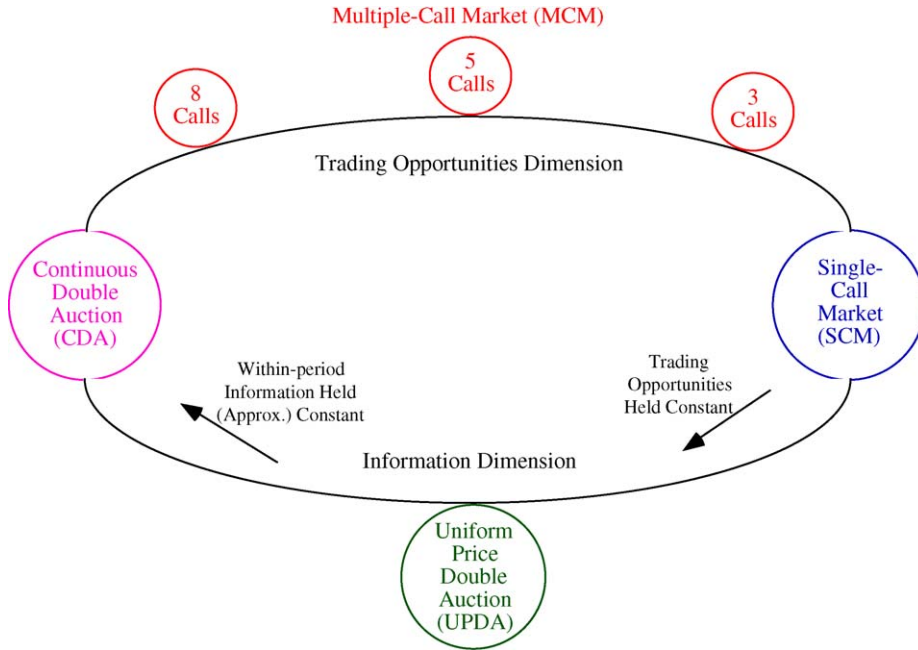 Multiple-Call Market (MCM)
8
Calls
5
Calls
3
Calls
Trading Opportunities Dimension
Continuous
Double
Auction
(CDA)
Single-
Call
Market
(SCM)
Within-period
Information Held
(Approx.) Constant
Trading
Opportunities
Held Constant
Information Dimension
Uniform
Price
Double
Auction
(UPDA)